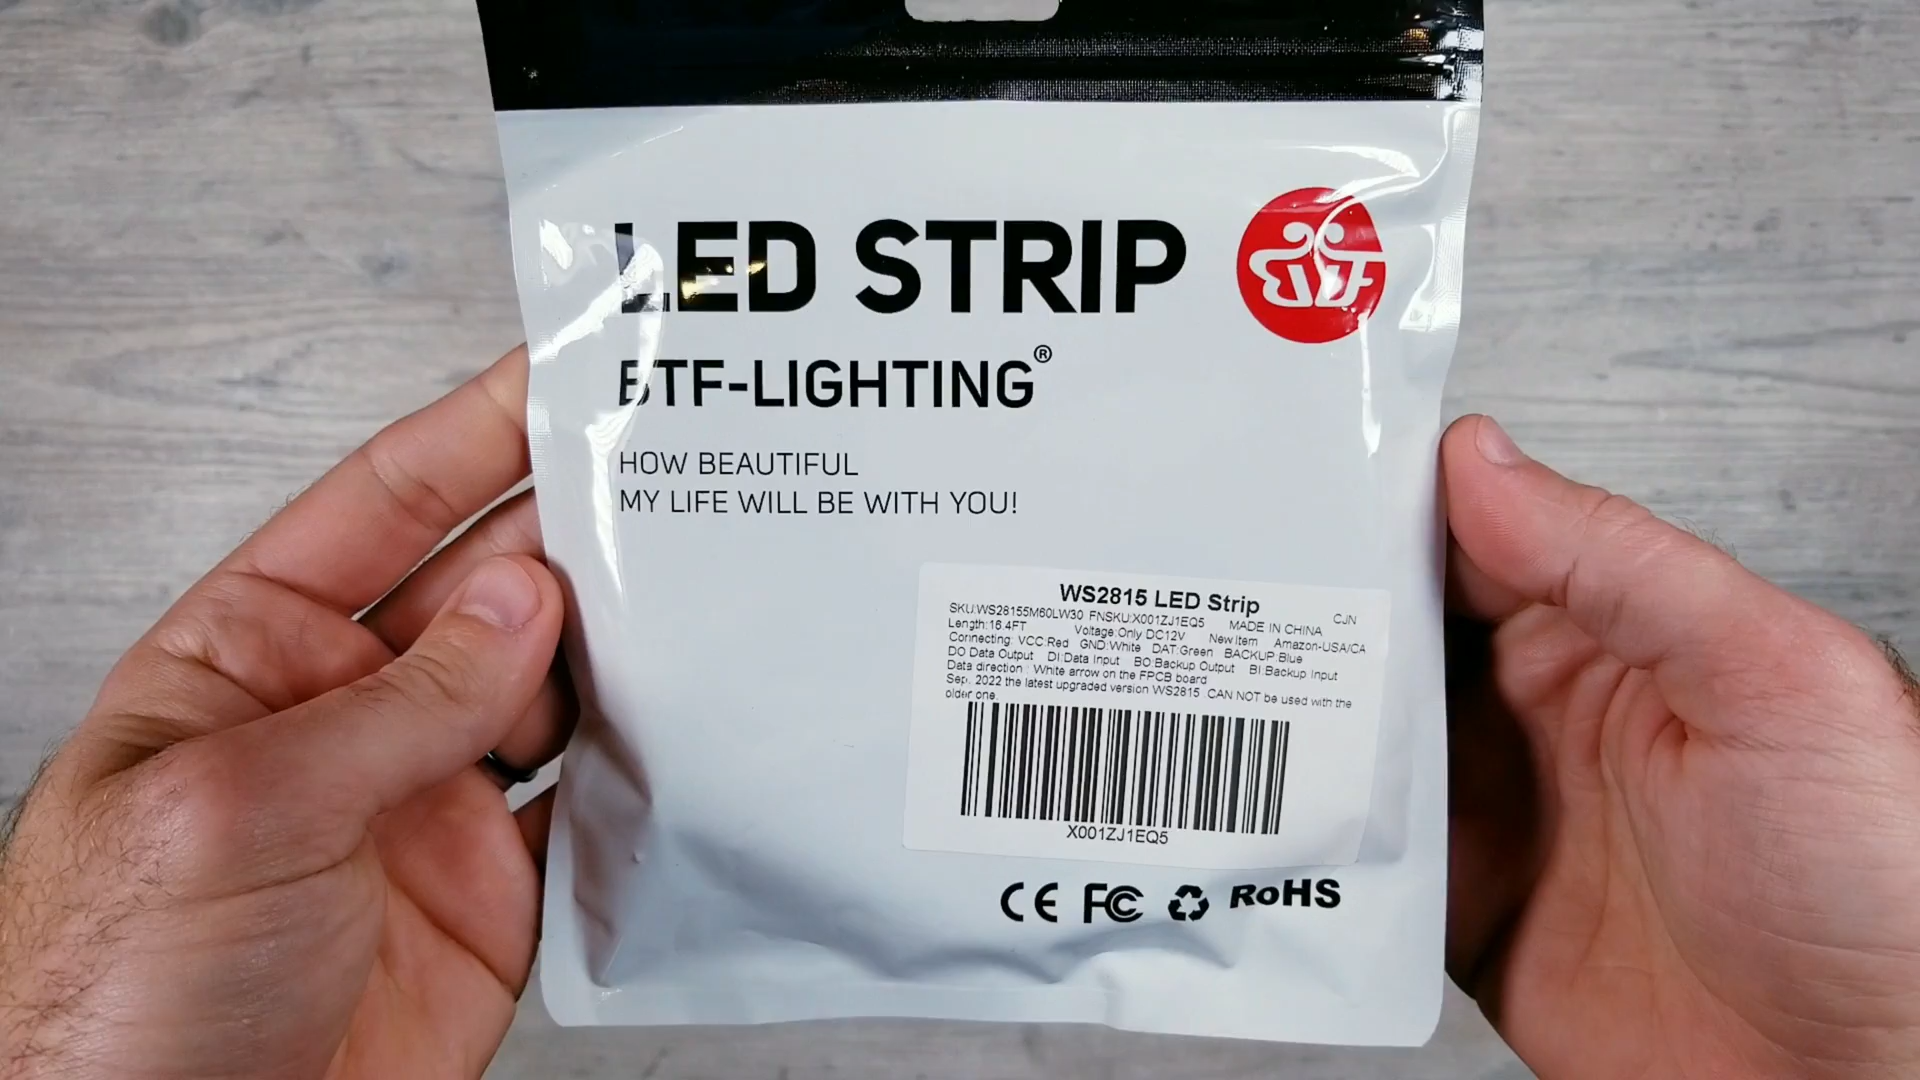 LED STRIP
BTF
BTF-LIGHTING®
HOW BEAUTIFUL
MY LIFE WILL BE WITH YOU!
WS2815 LED Strip
SKU:WS28155M60LW30 FNSKU:X001ZJ1EQ5 MADE IN CHINA CJN
Length:16.4FT Voltage:Only DC12V New Item Amazon-USA/CA
Connecting: VCC:Red GND:White DAT:Green BACKUP:Blue
DO:Data Output DI:Data Input BO:Backup Output BI:Backup Input
Data direction : White arrow on the FPCB board
Sep, 2022 the latest upgraded version WS2815 CAN NOT be used with the
older one.
X001ZJ1EQ5
CE FC RoHS